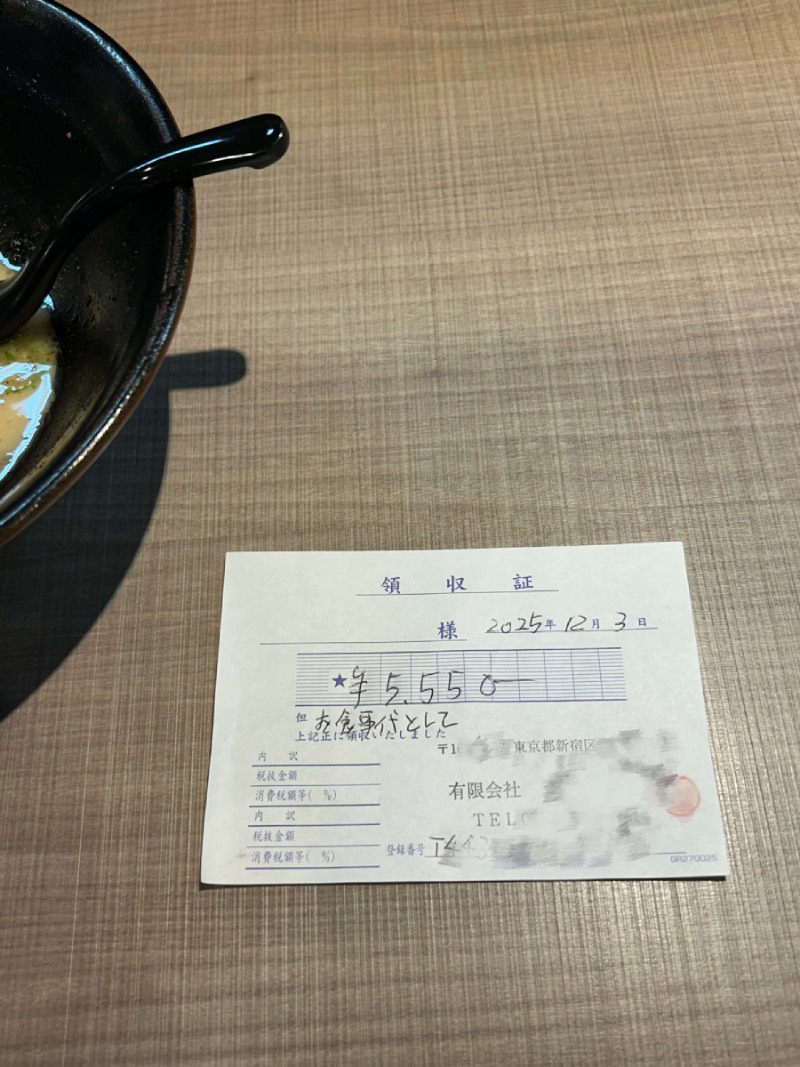 領 収 証
様 2025年 12月 3日
★ ¥5,550-
但 お食事代として
上記正に領収いたしました
〒1 東京都新宿区
内 訳
税抜金額
有限会社
消費税額等( %)
TEL
内 訳
税抜金額
消費税額等( %)
登録番号 T443
GR270025